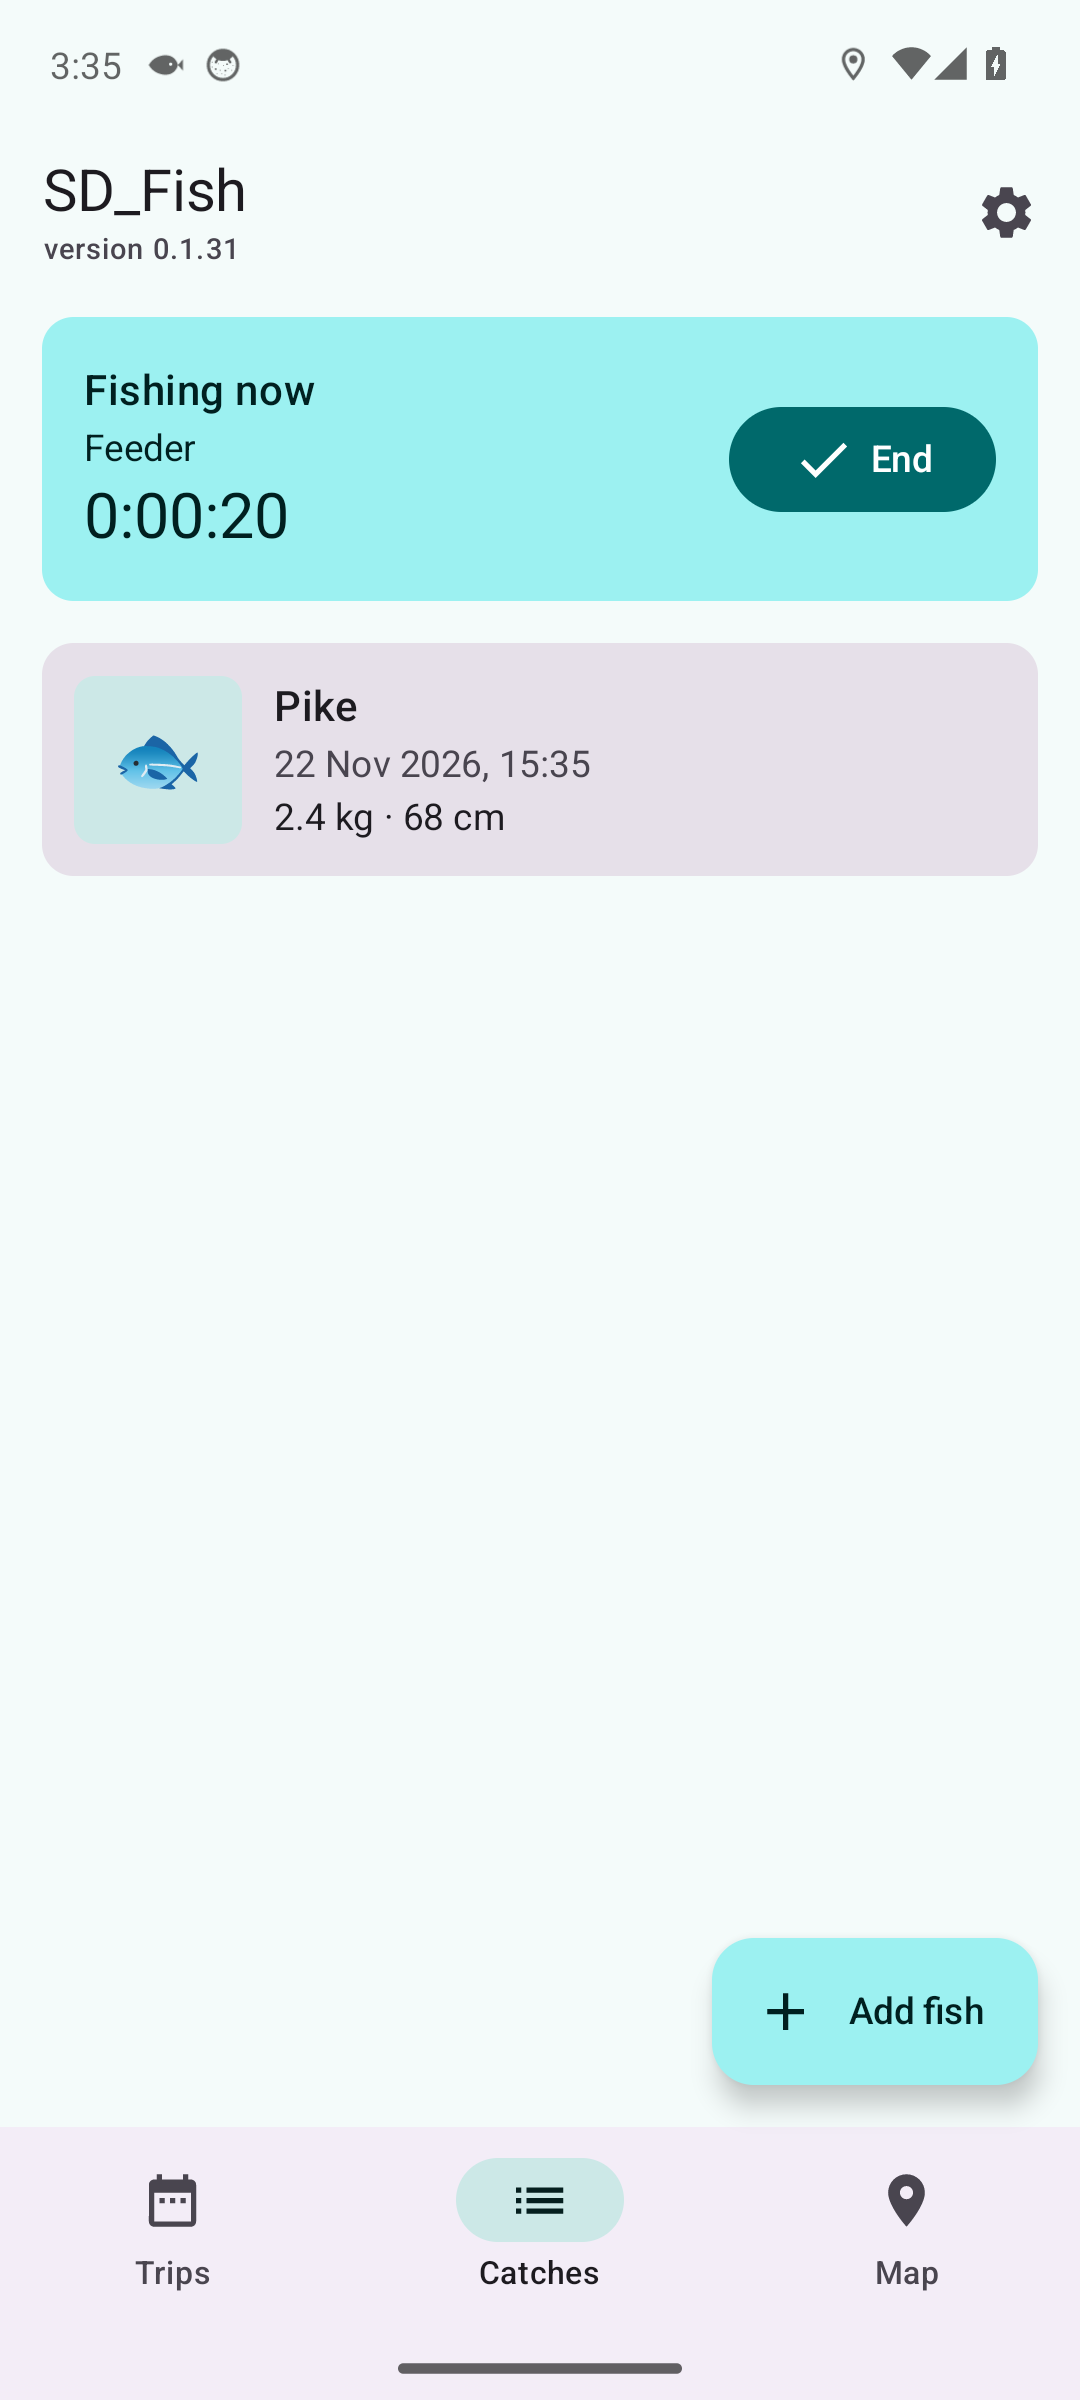 3:35
SD_Fish
version 0.1.31
Fishing now
Feeder
0:00:20
End
Pike
22 Nov 2026, 15:35
2.4 kg · 68 cm
Add fish
Trips
Catches
Map